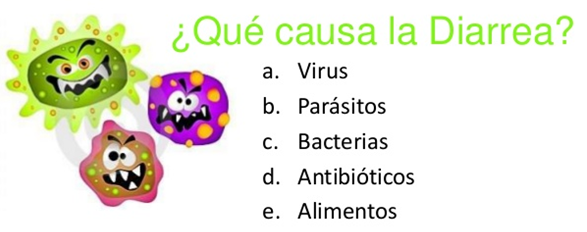 ¿Qué causa la Diarrea?
a. Virus
b. Parásitos
c. Bacterias
d. Antibióticos
e. Alimentos